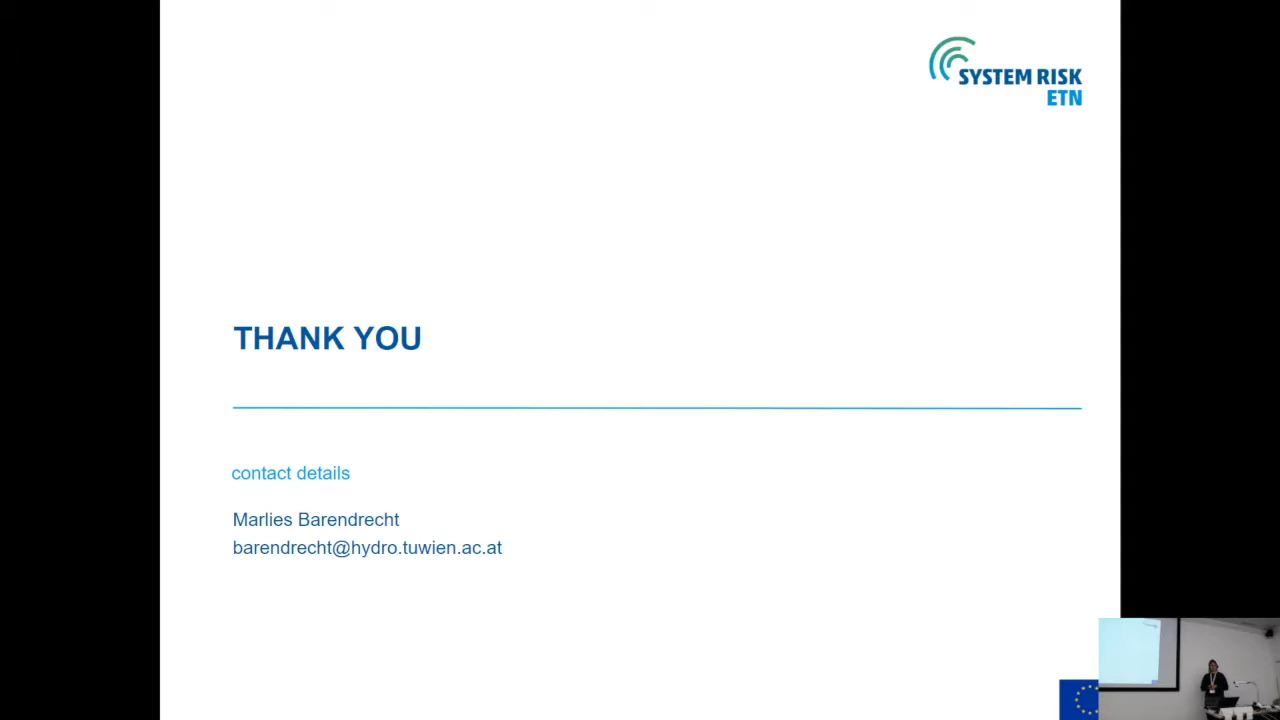 SYSTEM RISK
ETN
THANK YOU
contact details
Marlies Barendrecht
barendrecht@hydro.tuwien.ac.at